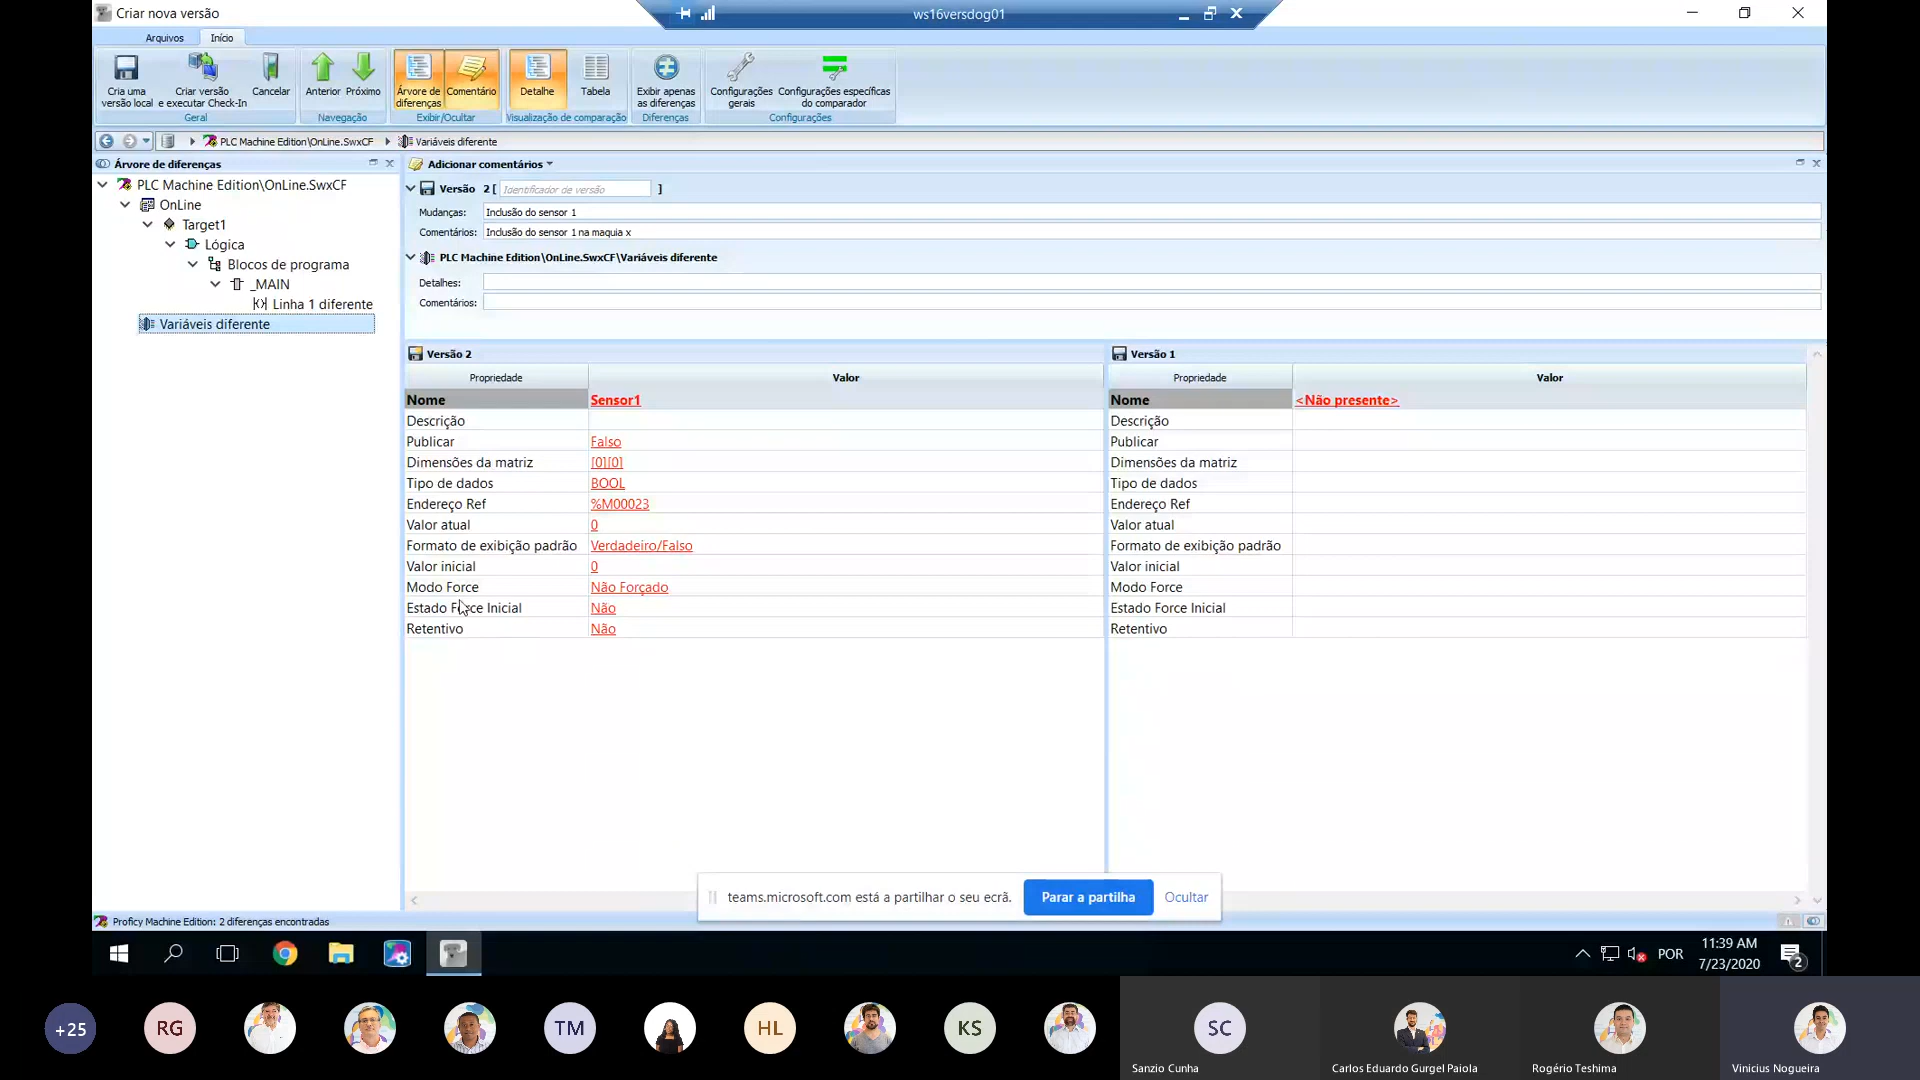 Criar nova versão
ws16versdog01
Arquivos
Início
Cria uma versão local
Criar versão e executar Check-In
Cancelar
Geral
Anterior
Próximo
Navegação
Árvore de diferenças
Comentário
Exibir/Ocultar
Detalhe
Tabela
Visualização de comparação
Exibir apenas as diferenças
Diferenças
Configurações gerais
Configurações específicas do comparador
Configurações
PLC Machine Edition\OnLine.SwxCF
Variáveis diferente
Árvore de diferenças
PLC Machine Edition\OnLine.SwxCF
OnLine
Target1
Lógica
Blocos de programa
_MAIN
Linha 1 diferente
Variáveis diferente
Adicionar comentários
Versão 2 [ Identificador de versão ]
Mudanças: Inclusão do sensor 1
Comentários: Inclusão do sensor 1 na maquia x
PLC Machine Edition\OnLine.SwxCF\Variáveis diferente
Detalhes:
Comentários:
Versão 2
Propriedade Valor
Nome Sensor1
Descrição
Publicar Falso
Dimensões da matriz [0][0]
Tipo de dados BOOL
Endereço Ref %M00023
Valor atual 0
Formato de exibição padrão Verdadeiro/Falso
Valor inicial 0
Modo Force Não Forçado
Estado Force Inicial Não
Retentivo Não
Versão 1
Propriedade Valor
Nome <Não presente>
Descrição
Publicar
Dimensões da matriz
Tipo de dados
Endereço Ref
Valor atual
Formato de exibição padrão
Valor inicial
Modo Force
Estado Force Inicial
Retentivo
teams.microsoft.com está a partilhar o seu ecrã.
Parar a partilha
Ocultar
Proficy Machine Edition: 2 diferenças encontradas
POR
11:39 AM
7/23/2020
2
+25
RG
TM
HL
KS
SC
Sanzio Cunha
Carlos Eduardo Gurgel Paiola
Rogério Teshima
Vinicius Nogueira